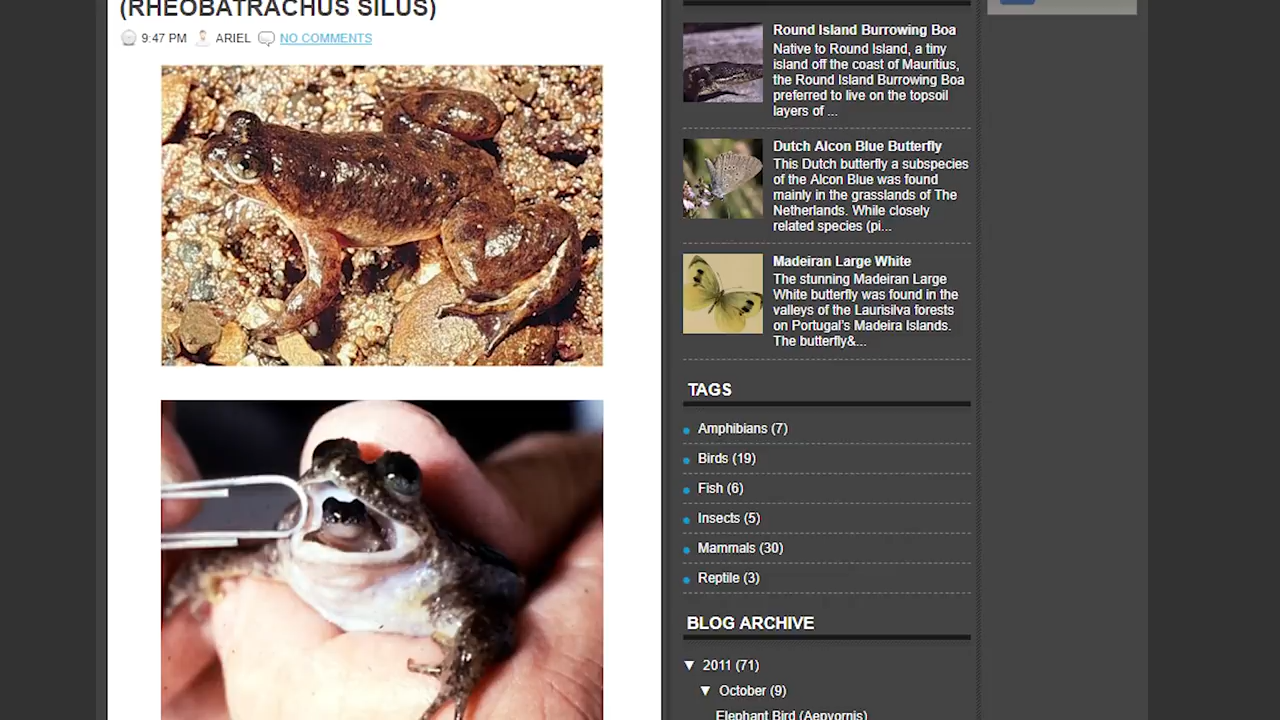 (RHEOBATRACHUS SILUS)
9:47 PM ARIEL NO COMMENTS
Round Island Burrowing Boa
Native to Round Island, a tiny
island off the coast of Mauritius,
the Round Island Burrowing Boa
preferred to live on the topsoil
layers of ...
Dutch Alcon Blue Butterfly
This Dutch butterfly a subspecies
of the Alcon Blue was found
mainly in the grasslands of The
Netherlands. While closely
related species (pi...
Madeiran Large White
The stunning Madeiran Large
White butterfly was found in the
valleys of the Laurisilva forests
on Portugal's Madeira Islands.
The butterfly&...
TAGS
Amphibians (7)
Birds (19)
Fish (6)
Insects (5)
Mammals (30)
Reptile (3)
BLOG ARCHIVE
▼ 2011 (71)
▼ October (9)
Elephant Bird (Aepyornis)